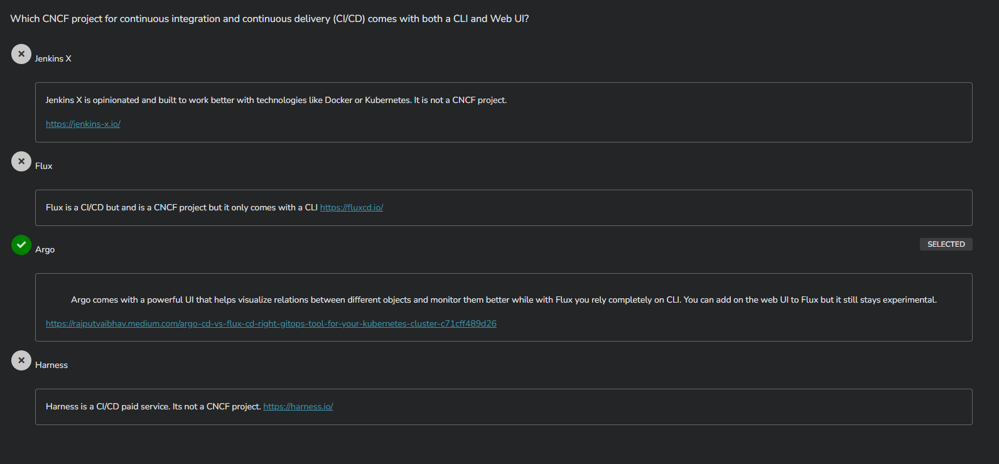 Which CNCF project for continuous integration and continuous delivery (CI/CD) comes with both a CLI and Web UI?
Jenkins X
Jenkins X is opinionated and built to work better with technologies like Docker or Kubernetes. It is not a CNCF project.
https://jenkins-x.io/
Flux
Flux is a CI/CD but and is a CNCF project but it only comes with a CLI https://fluxcd.io/
Argo
SELECTED
Argo comes with a powerful UI that helps visualize relations between different objects and monitor them better while with Flux you rely completely on CLI. You can add on the web UI to Flux but it still stays experimental.
https://rajputvaibhav.medium.com/argo-cd-vs-flux-cd-right-gitops-tool-for-your-kubernetes-cluster-c71cff489d26
Harness
Harness is a CI/CD paid service. Its not a CNCF project. https://harness.io/